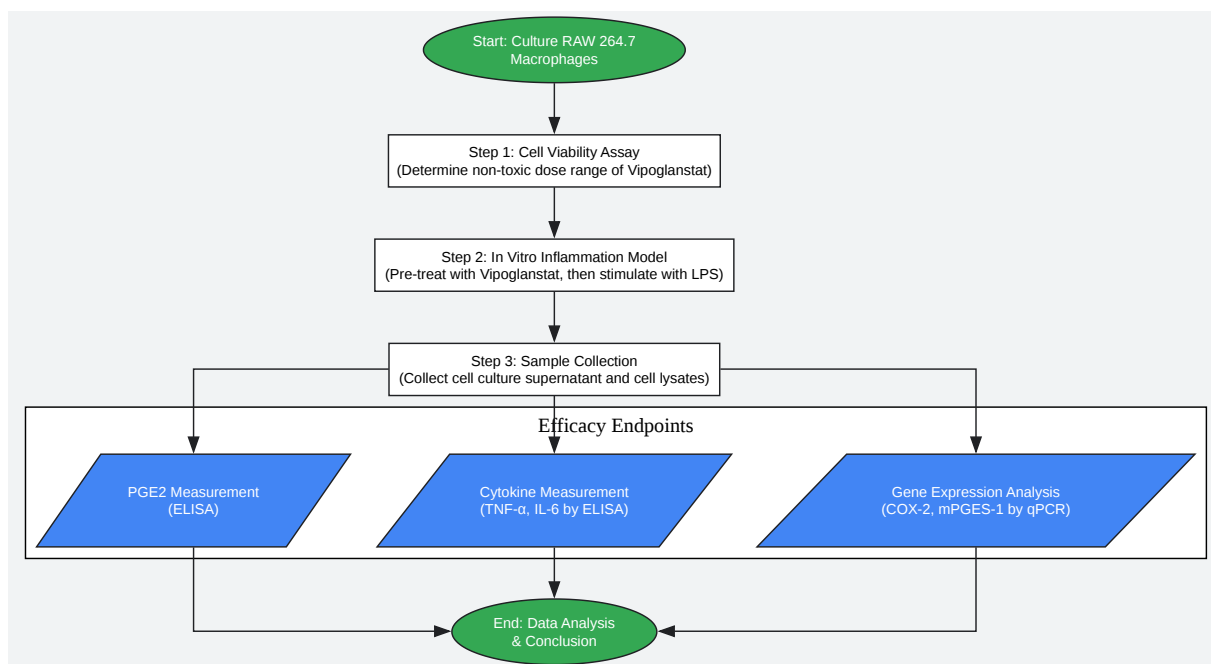 Start: Culture RAW 264.7
Macrophages
Step 1: Cell Viability Assay
(Determine non-toxic dose range of Vipoglanstat)
Step 2: In Vitro Inflammation Model
(Pre-treat with Vipoglanstat, then stimulate with LPS)
Step 3: Sample Collection
(Collect cell culture supernatant and cell lysates)
Efficacy Endpoints
PGE2 Measurement
(ELISA)
Cytokine Measurement
(TNF-α, IL-6 by ELISA)
Gene Expression Analysis
(COX-2, mPGES-1 by qPCR)
End: Data Analysis
& Conclusion